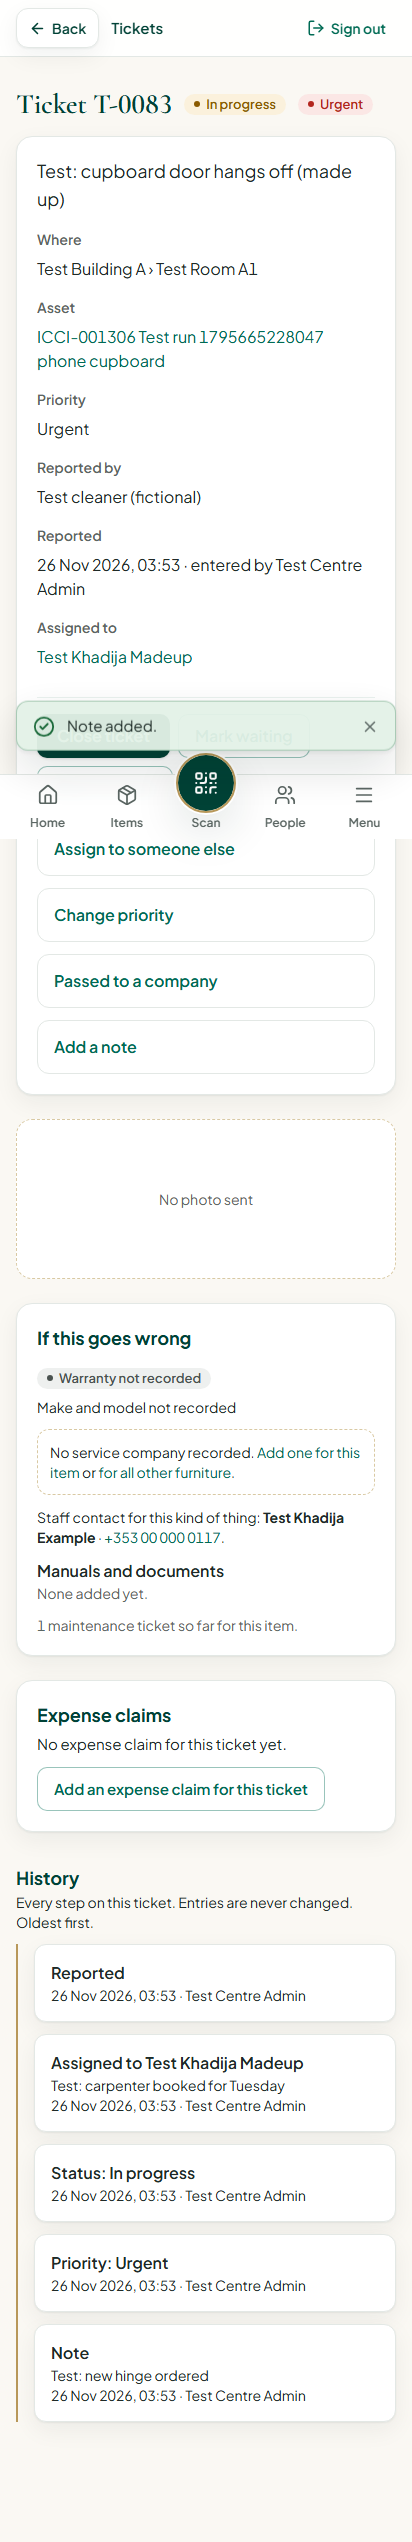 Back
Tickets
Sign out
Ticket T-0083
In progress
Urgent
Test: cupboard door hangs off (made
up)
Where
Test Building A › Test Room A1
Asset
ICCI-001306 Test run 1795665228047
phone cupboard
Priority
Urgent
Reported by
Test cleaner (fictional)
Reported
26 Nov 2026, 03:53 · entered by Test Centre
Admin
Assigned to
Test Khadija Madeup
Note added.
Close ticket
Mark waiting
Home
Items
Scan
People
Menu
Assign to someone else
Change priority
Passed to a company
Add a note
No photo sent
If this goes wrong
Warranty not recorded
Make and model not recorded
No service company recorded. Add one for this
item or for all other furniture.
Staff contact for this kind of thing: Test Khadija
Example · +353 00 000 0117.
Manuals and documents
None added yet.
1 maintenance ticket so far for this item.
Expense claims
No expense claim for this ticket yet.
Add an expense claim for this ticket
History
Every step on this ticket. Entries are never changed.
Oldest first.
Reported
26 Nov 2026, 03:53 · Test Centre Admin
Assigned to Test Khadija Madeup
Test: carpenter booked for Tuesday
26 Nov 2026, 03:53 · Test Centre Admin
Status: In progress
26 Nov 2026, 03:53 · Test Centre Admin
Priority: Urgent
26 Nov 2026, 03:53 · Test Centre Admin
Note
Test: new hinge ordered
26 Nov 2026, 03:53 · Test Centre Admin